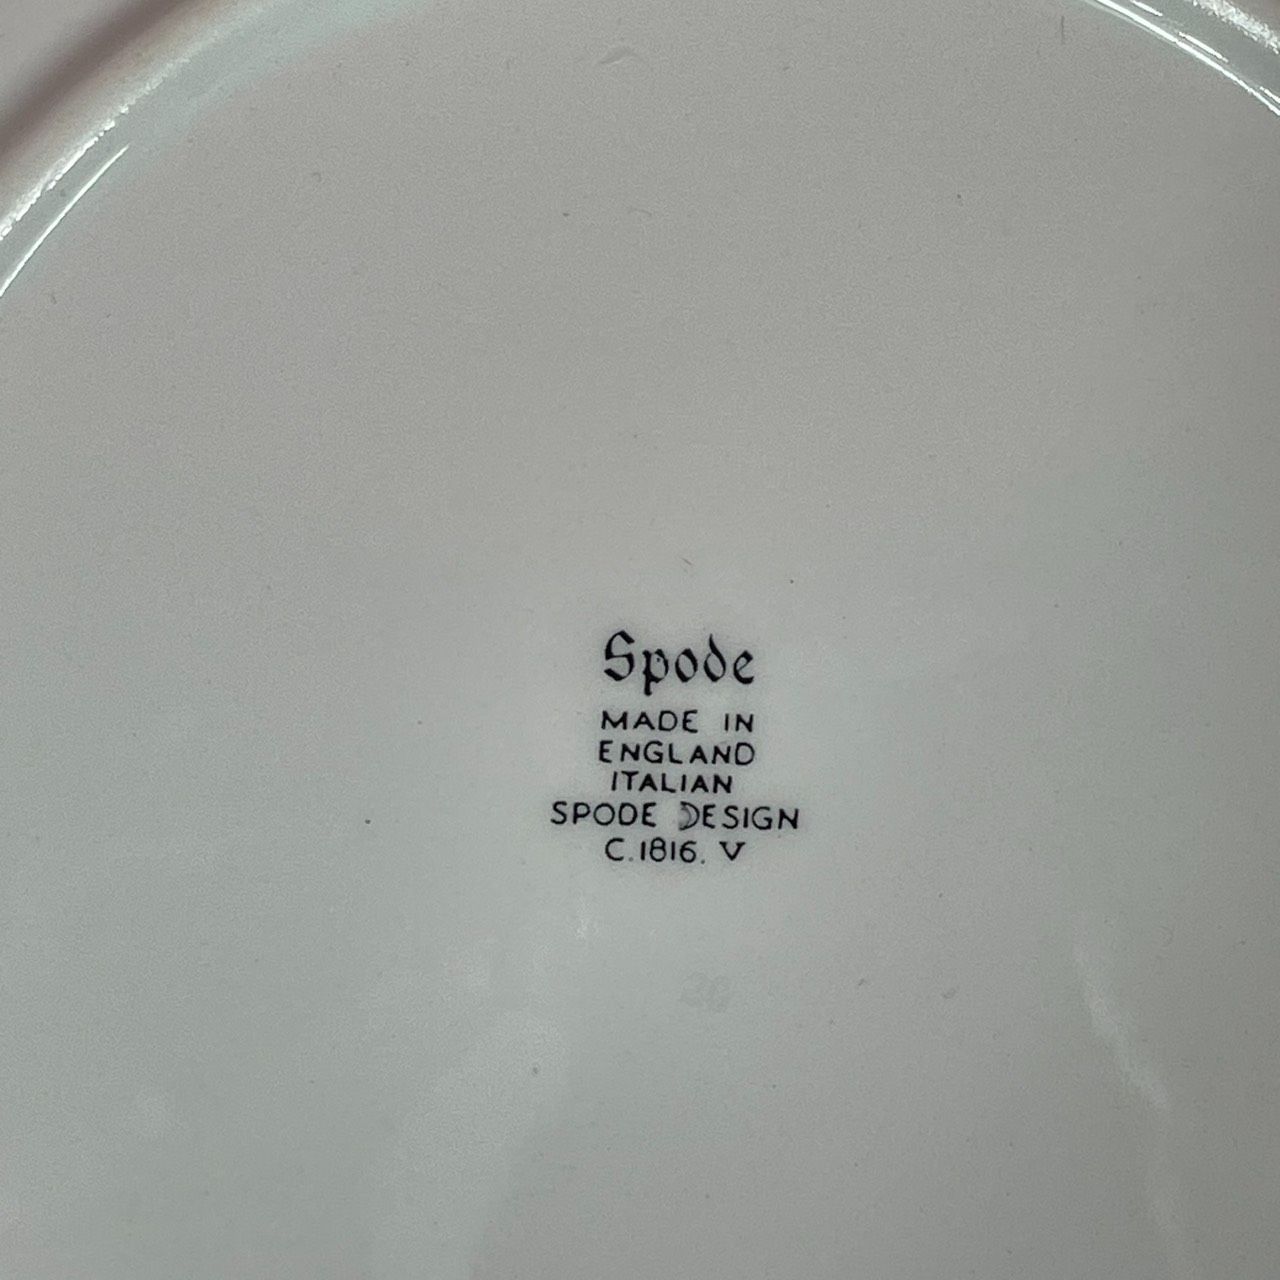 Spode
MADE IN
ENGLAND
ITALIAN
SPODE DESIGN
C.1816. V